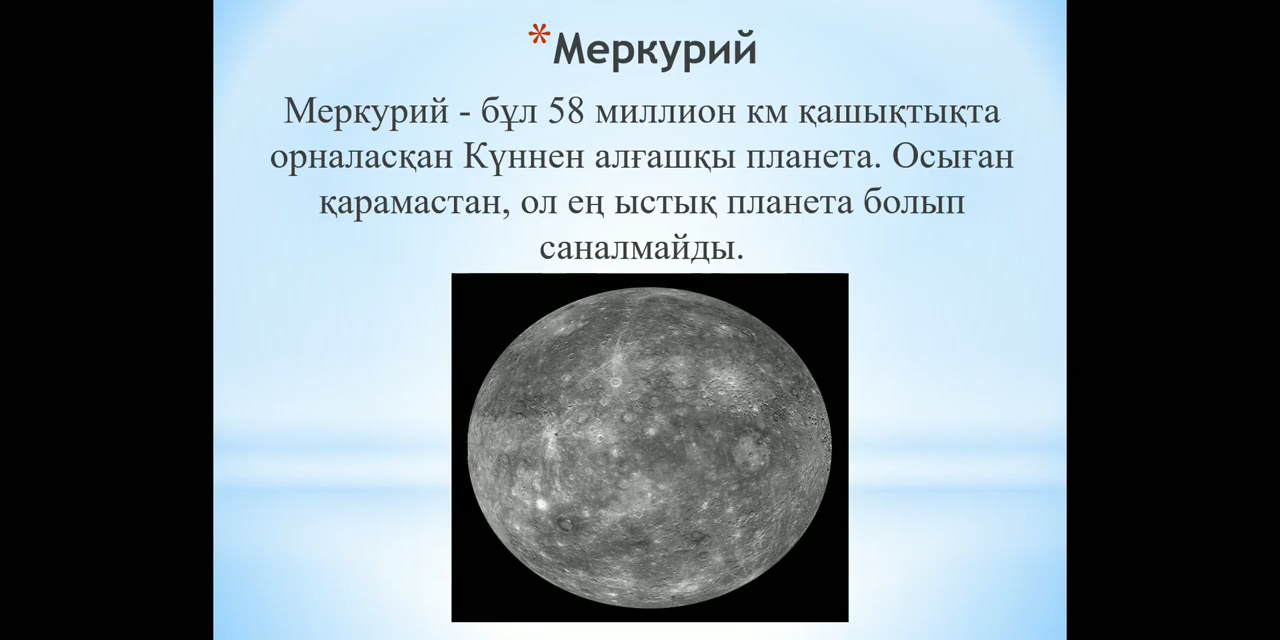 *Меркурий
Меркурий - бұл 58 миллион км қашықтықта
орналасқан Күннен алғашқы планета. Осыған
қарамастан, ол ең ыстық планета болып
саналмайды.